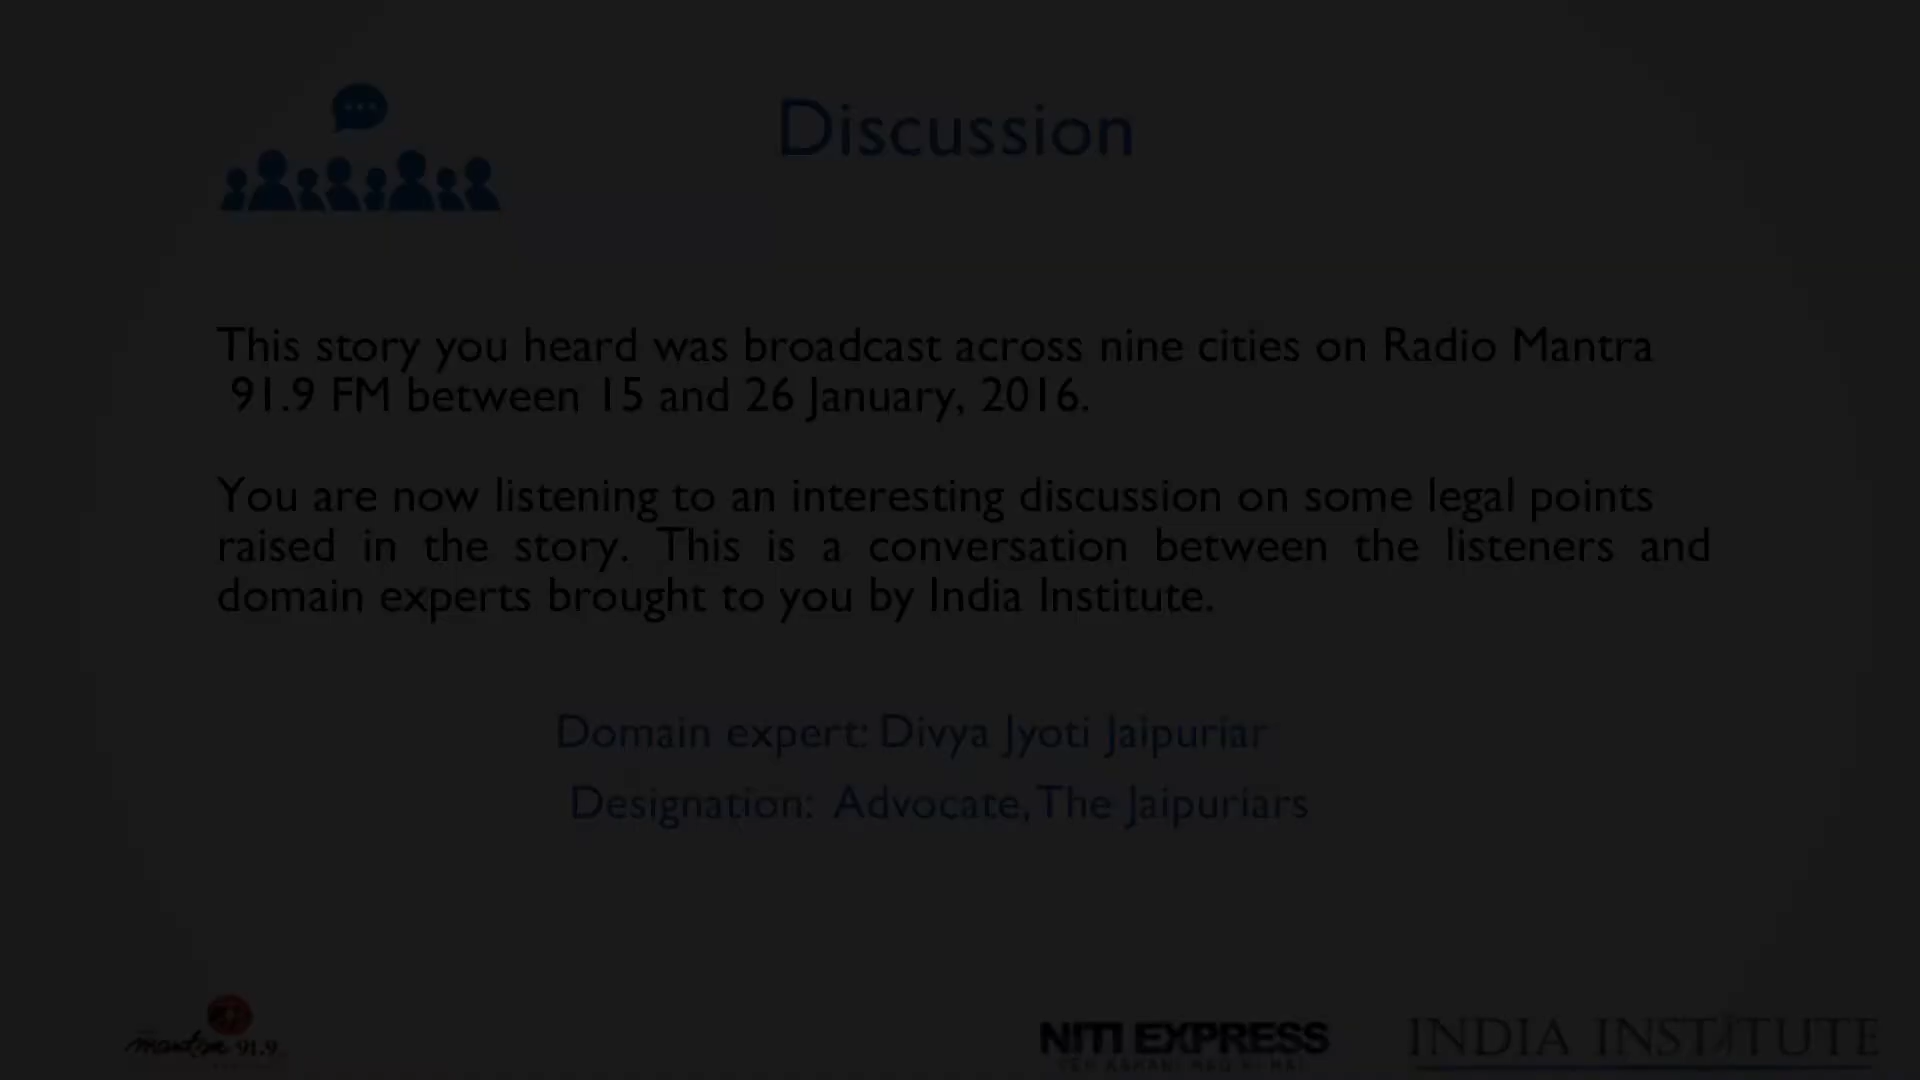 Discussion
This story you heard was broadcast across nine cities on Radio Mantra
91.9 FM between 15 and 26 January, 2016.
You are now listening to an interesting discussion on some legal points
raised in the story. This is a conversation between the listeners and
domain experts brought to you by India Institute.
Domain expert: Divya Jyoti Jaipuriar
Designation: Advocate, The Jaipuriars
mantra 91.9
NITI EXPRESS
INDIA INSTITUTE